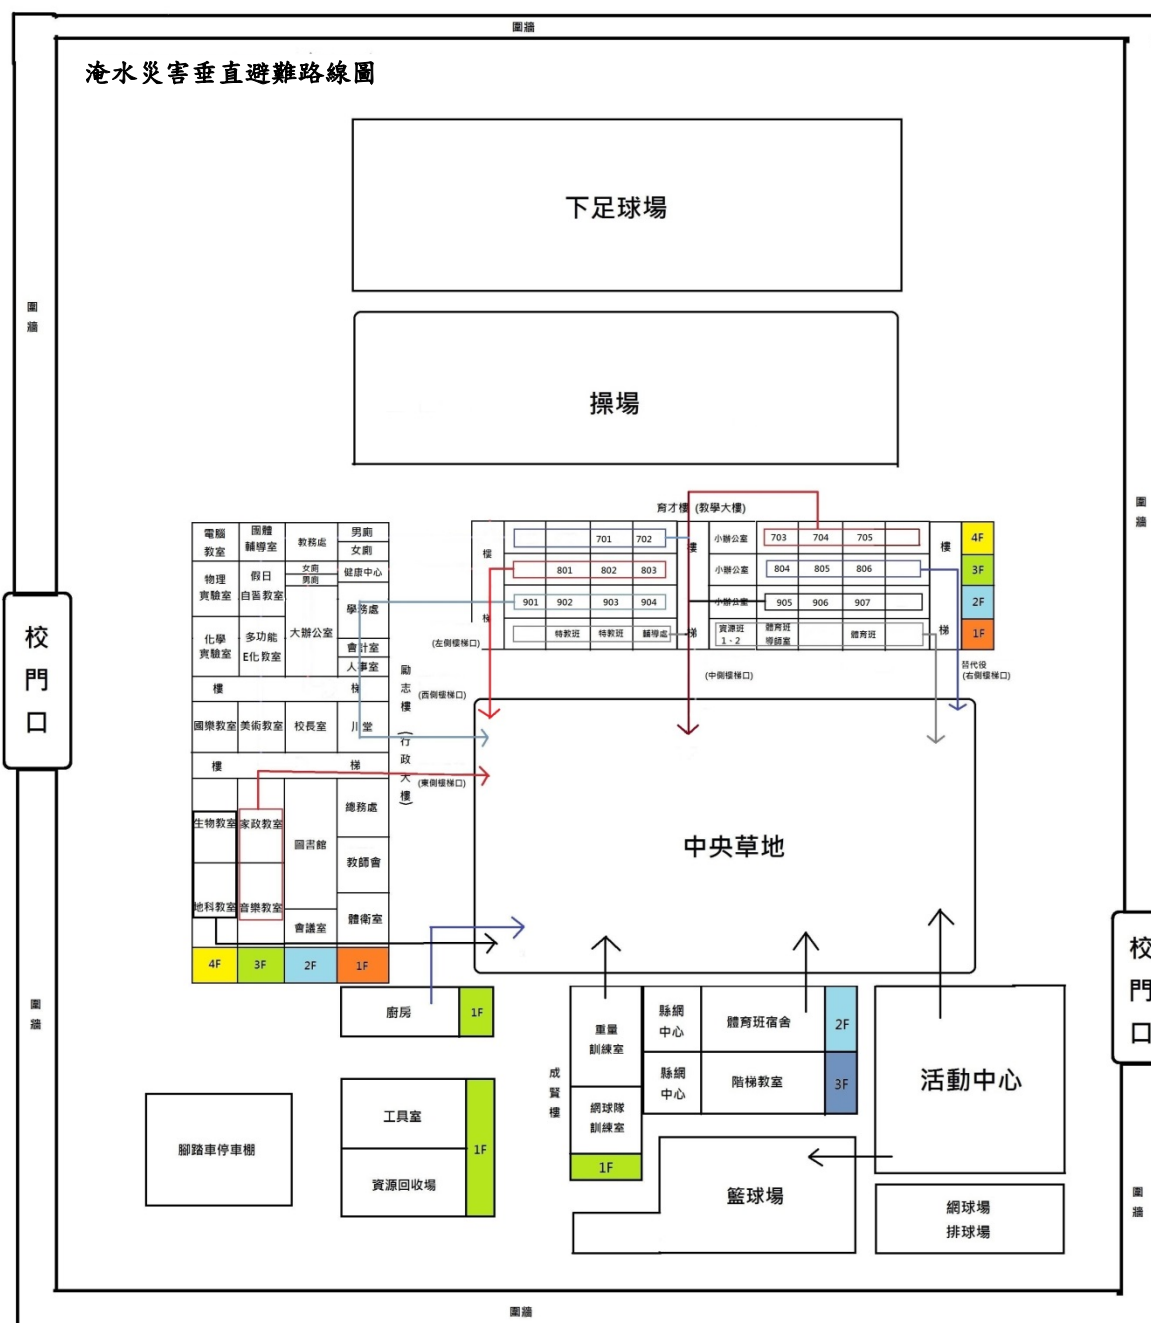 圍牆
淹水災害垂直避難路線圖
下足球場
圍
牆
操場
圍
牆
育才樓 (教學大樓)
電腦
教室
團體
輔導室
教務處
男廁
女廁
物理
實驗室
假日
自習教室
女廁
男廁
健康中心
學務處
化學
實驗室
多功能
E化教室
大辦公室
會計室
人事室
樓
梯
國樂教室
美術教室
校長室
川堂
樓
梯
生物教室
家政教室
圖書館
總務處
教師會
地科教室
音樂教室
會議室
體衛室
4F
3F
2F
1F
勵
志
樓
(
行
政
大
樓
)
樓
梯
701
702
樓
梯
小辦公室
703
704
705
樓
梯
4F
801
802
803
小辦公室
804
805
806
3F
901
902
903
904
小辦公室
905
906
907
2F
特教班
特教班
輔導處
資源班
1、2
體育班
導師室
體育班
1F
(左側樓梯口)
(中側樓梯口)
替代役
(右側樓梯口)
(西側樓梯口)
(東側樓梯口)
校
門
口
中央草地
校
門
口
圍
牆
廚房
1F
重量
訓練室
縣網
中心
體育班宿舍
2F
成
賢
樓
縣網
中心
階梯教室
3F
網球隊
訓練室
1F
活動中心
腳踏車停車棚
工具室
資源回收場
1F
籃球場
網球場
排球場
圍
牆
圍牆